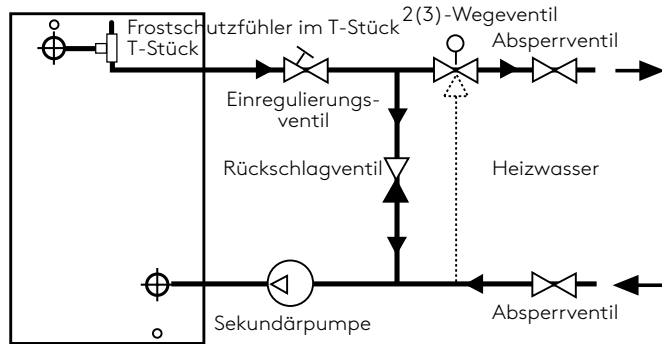 2(3)-Wegeventil
Frostschutzfühler im T-Stück
Absperrventil
T-Stück
Einregulierungs-
ventil
Rückschlagventil
Heizwasser
Absperrventil
Sekundärpumpe